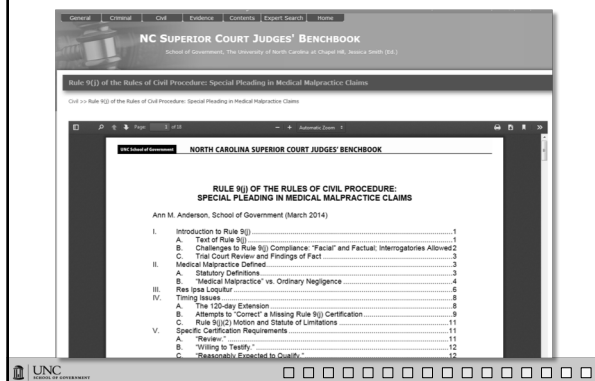 General Criminal Civil Evidence Contents Expert Search Home
NC SUPERIOR COURT JUDGES' BENCHBOOK
School of Government, The University of North Carolina at Chapel Hill, Jessica Smith (Ed.)
Rule 9(j) of the Rules of Civil Procedure: Special Pleading in Medical Malpractice Claims
Civil >> Rule 9(j) of the Rules of Civil Procedure: Special Pleading in Medical Malpractice Claims
Page: 1 of 18 − + Automatic Zoom
UNC School of Government NORTH CAROLINA SUPERIOR COURT JUDGES' BENCHBOOK
RULE 9(j) OF THE RULES OF CIVIL PROCEDURE:
SPECIAL PLEADING IN MEDICAL MALPRACTICE CLAIMS
Ann M. Anderson, School of Government (March 2014)
I. Introduction to Rule 9(j) 1
A. Text of Rule 9(j) 1
B. Challenges to Rule 9(j) Compliance: "Facial" and Factual; Interrogatories Allowed 2
C. Trial Court Review and Findings of Fact 3
II. Medical Malpractice Defined 3
A. Statutory Definitions 3
B. "Medical Malpractice" vs. Ordinary Negligence 4
III. Res Ipsa Loquitur 6
IV. Timing Issues 8
A. The 120-day Extension 8
B. Attempts to "Correct" a Missing Rule 9(j) Certification 9
C. Rule 9(j)(2) Motion and Statute of Limitations 11
V. Specific Certification Requirements 11
A. "Review." 11
B. "Willing to Testify." 12
C. "Reasonably Expected to Qualify." 12
UNC
SCHOOL OF GOVERNMENT